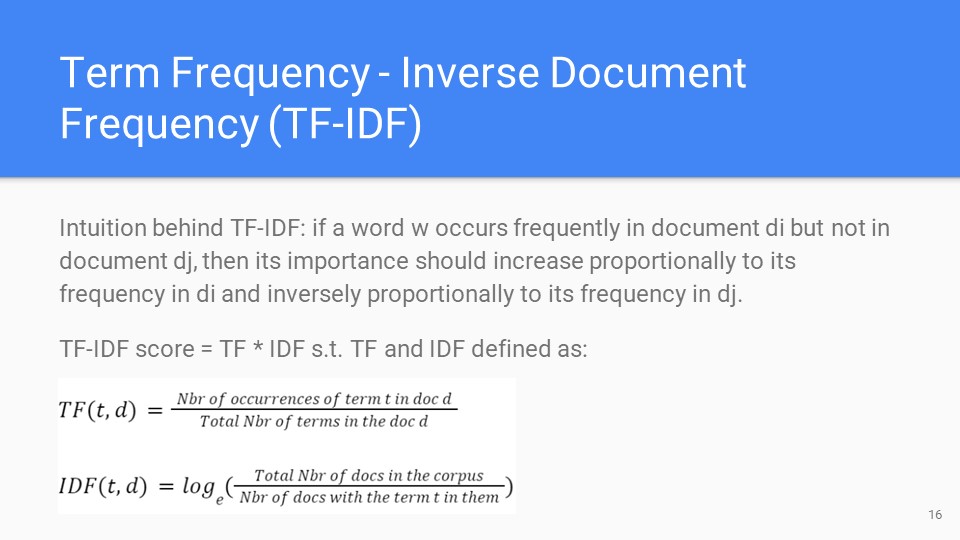 Term Frequency - Inverse Document
Frequency (TF-IDF)
Intuition behind TF-IDF: if a word w occurs frequently in document di but not in
document dj, then its importance should increase proportionally to its
frequency in di and inversely proportionally to its frequency in dj.
TF-IDF score = TF * IDF s.t. TF and IDF defined as:
TF(t, d) = Nbr of occurrences of term t in doc d / Total Nbr of terms in the doc d
IDF(t, d) = log_e(Total Nbr of docs in the corpus / Nbr of docs with the term t in them)
16